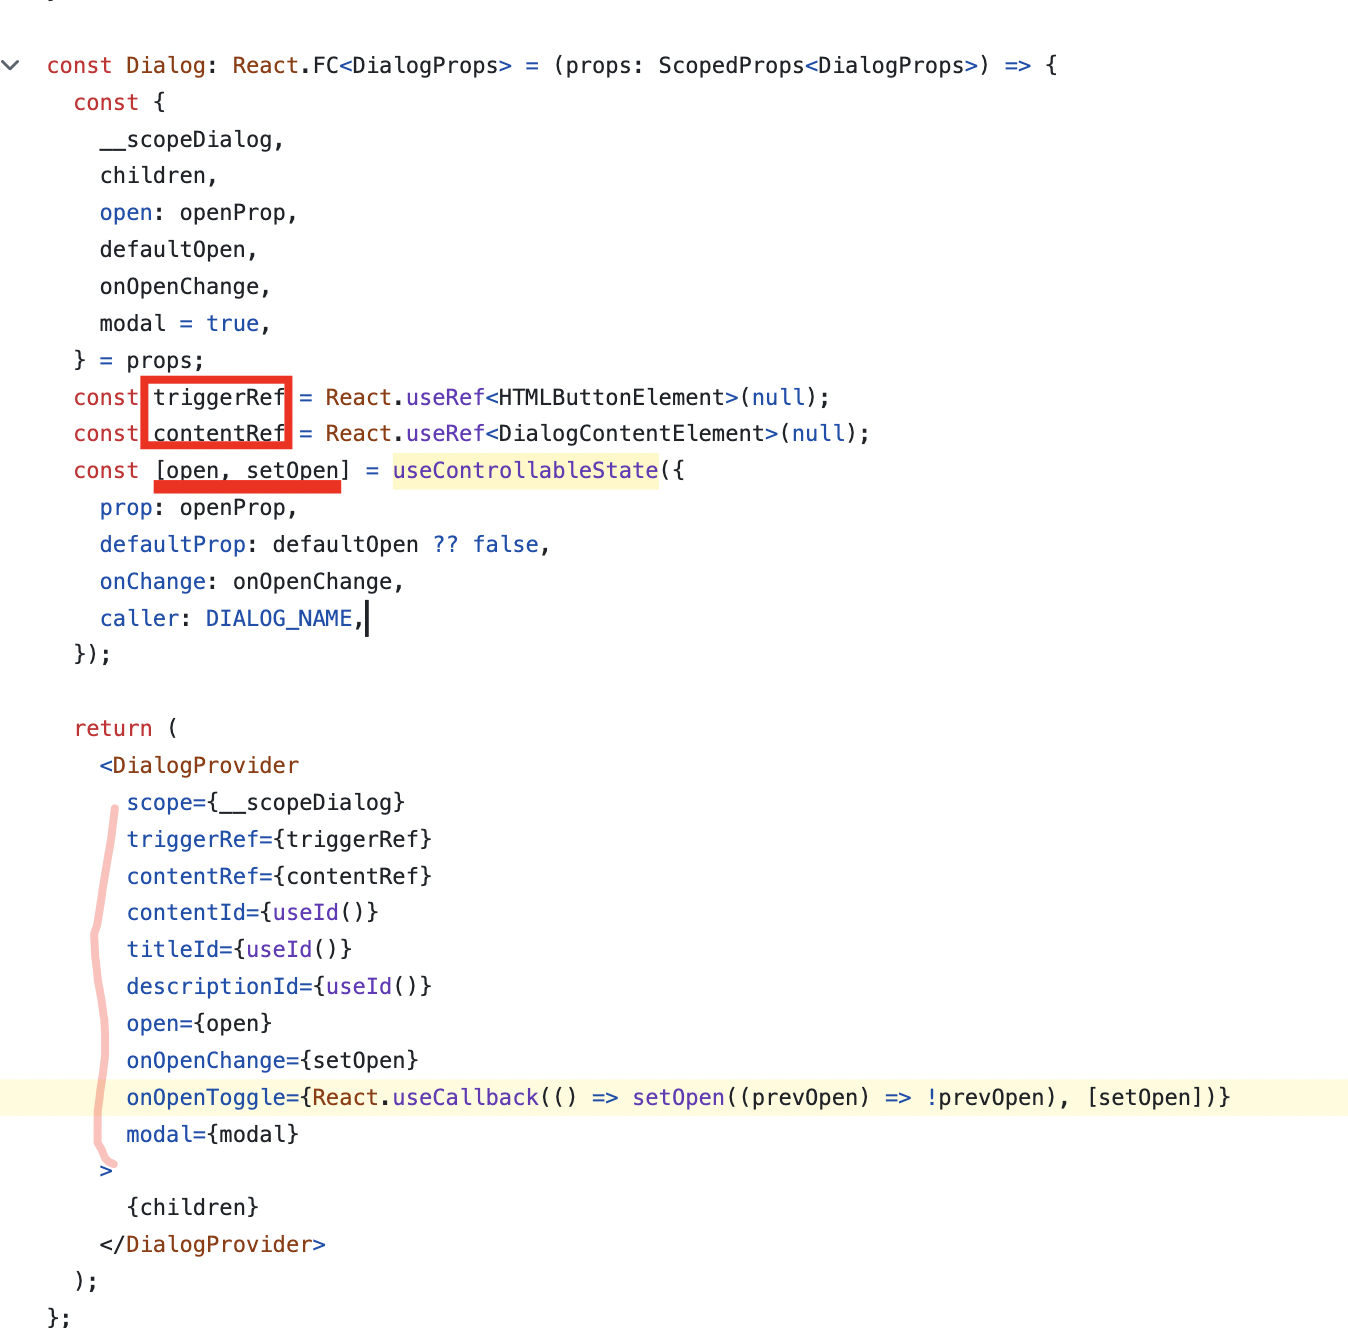 const Dialog: React.FC<DialogProps> = (props: ScopedProps<DialogProps>) => {
  const {
    __scopeDialog,
    children,
    open: openProp,
    defaultOpen,
    onOpenChange,
    modal = true,
  } = props;
  const triggerRef = React.useRef<HTMLButtonElement>(null);
  const contentRef = React.useRef<DialogContentElement>(null);
  const [open, setOpen] = useControllableState({
    prop: openProp,
    defaultProp: defaultOpen ?? false,
    onChange: onOpenChange,
    caller: DIALOG_NAME,
  });
  return (
    <DialogProvider
      scope={__scopeDialog}
      triggerRef={triggerRef}
      contentRef={contentRef}
      contentId={useId()}
      titleId={useId()}
      descriptionId={useId()}
      open={open}
      onOpenChange={setOpen}
      onOpenToggle={React.useCallback(() => setOpen((prevOpen) => !prevOpen), [setOpen])}
      modal={modal}
    >
      {children}
    </DialogProvider>
  );
};